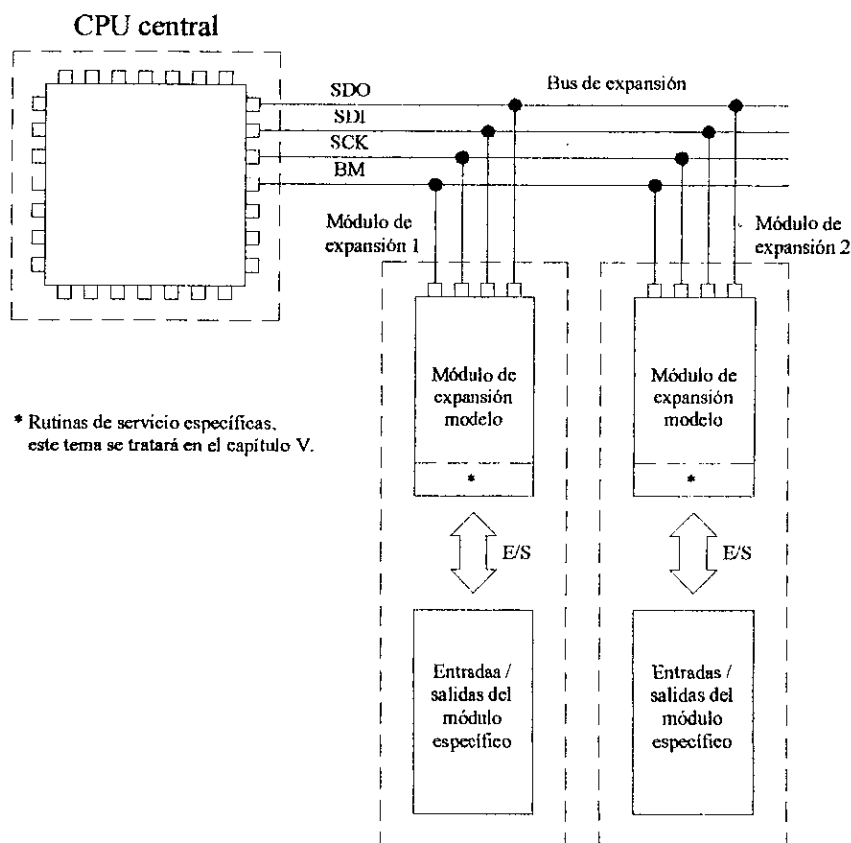 CPU central
SDO
Bus de expansión
SDI
SCK
BM
Módulo de
expansión 1
Módulo de
expansión 2
Módulo de
expansión
modelo
*
Módulo de
expansión
modelo
*
* Rutinas de servicio específicas,
este tema se tratará en el capítulo V.
E/S
E/S
Entradaa /
salidas del
módulo
específico
Entradas /
salidas del
módulo
específico